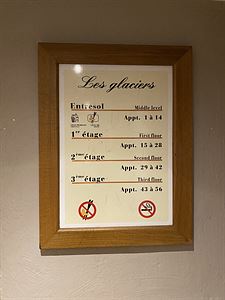 Les glaciers
Entresol Middle level
Appt. 1 à 14
1er étage First floor
Appt. 15 à 28
2ème étage Second floor
Appt. 29 à 42
3ème étage Third floor
Appt. 43 à 56